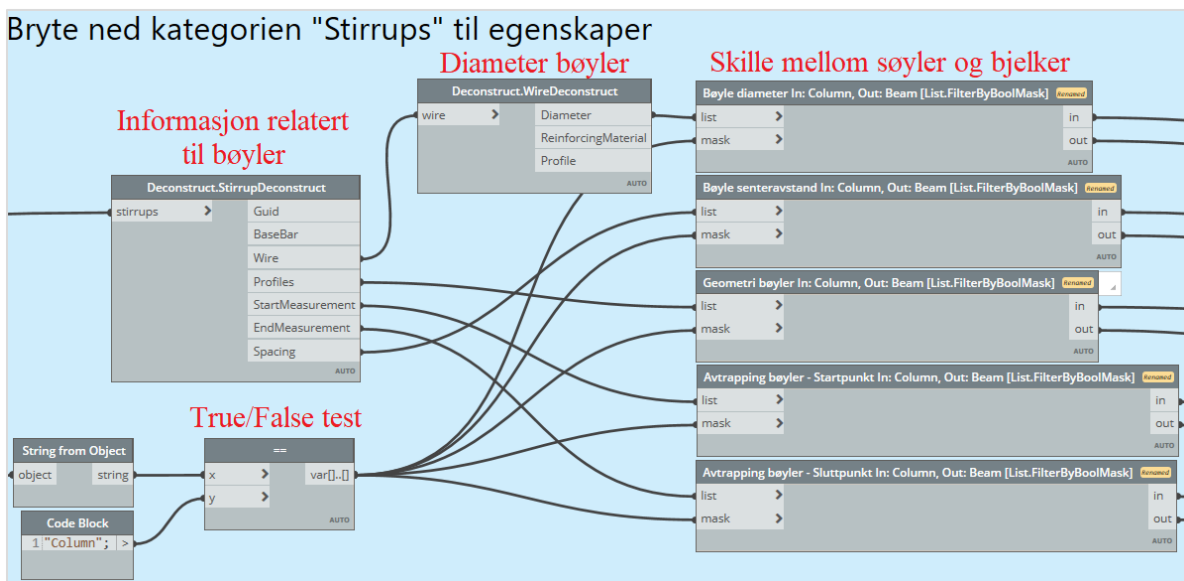 Bryte ned kategorien "Stirrups" til egenskaper
Informasjon relatert
til bøyler
Deconstruct.StirrupDeconstruct
stirrups > Guid
BaseBar
Wire
Profiles
StartMeasurement
EndMeasurement
Spacing
AUTO
Diameter bøyler
Deconstruct.WireDeconstruct
wire > Diameter
ReinforcingMaterial
Profile
AUTO
True/False test
String from Object
object string
AUTO
Code Block
1 "Column"; >
==
x > var[]..[]
y >
AUTO
Skille mellom søyler og bjelker
Bøyle diameter In: Column, Out: Beam [List.FilterByBoolMask] Renamed
list > in
mask > out
AUTO
Bøyle senteravstand In: Column, Out: Beam [List.FilterByBoolMask] Renamed
list > in
mask > out
AUTO
Geometri bøyler In: Column, Out: Beam [List.FilterByBoolMask] Renamed
list > in
mask > out
AUTO
Avtrapping bøyler - Startpunkt In: Column, Out: Beam [List.FilterByBoolMask] Renamed
list > in
mask > out
AUTO
Avtrapping bøyler - Sluttpunkt In: Column, Out: Beam [List.FilterByBoolMask] Renamed
list > in
mask > out
AUTO